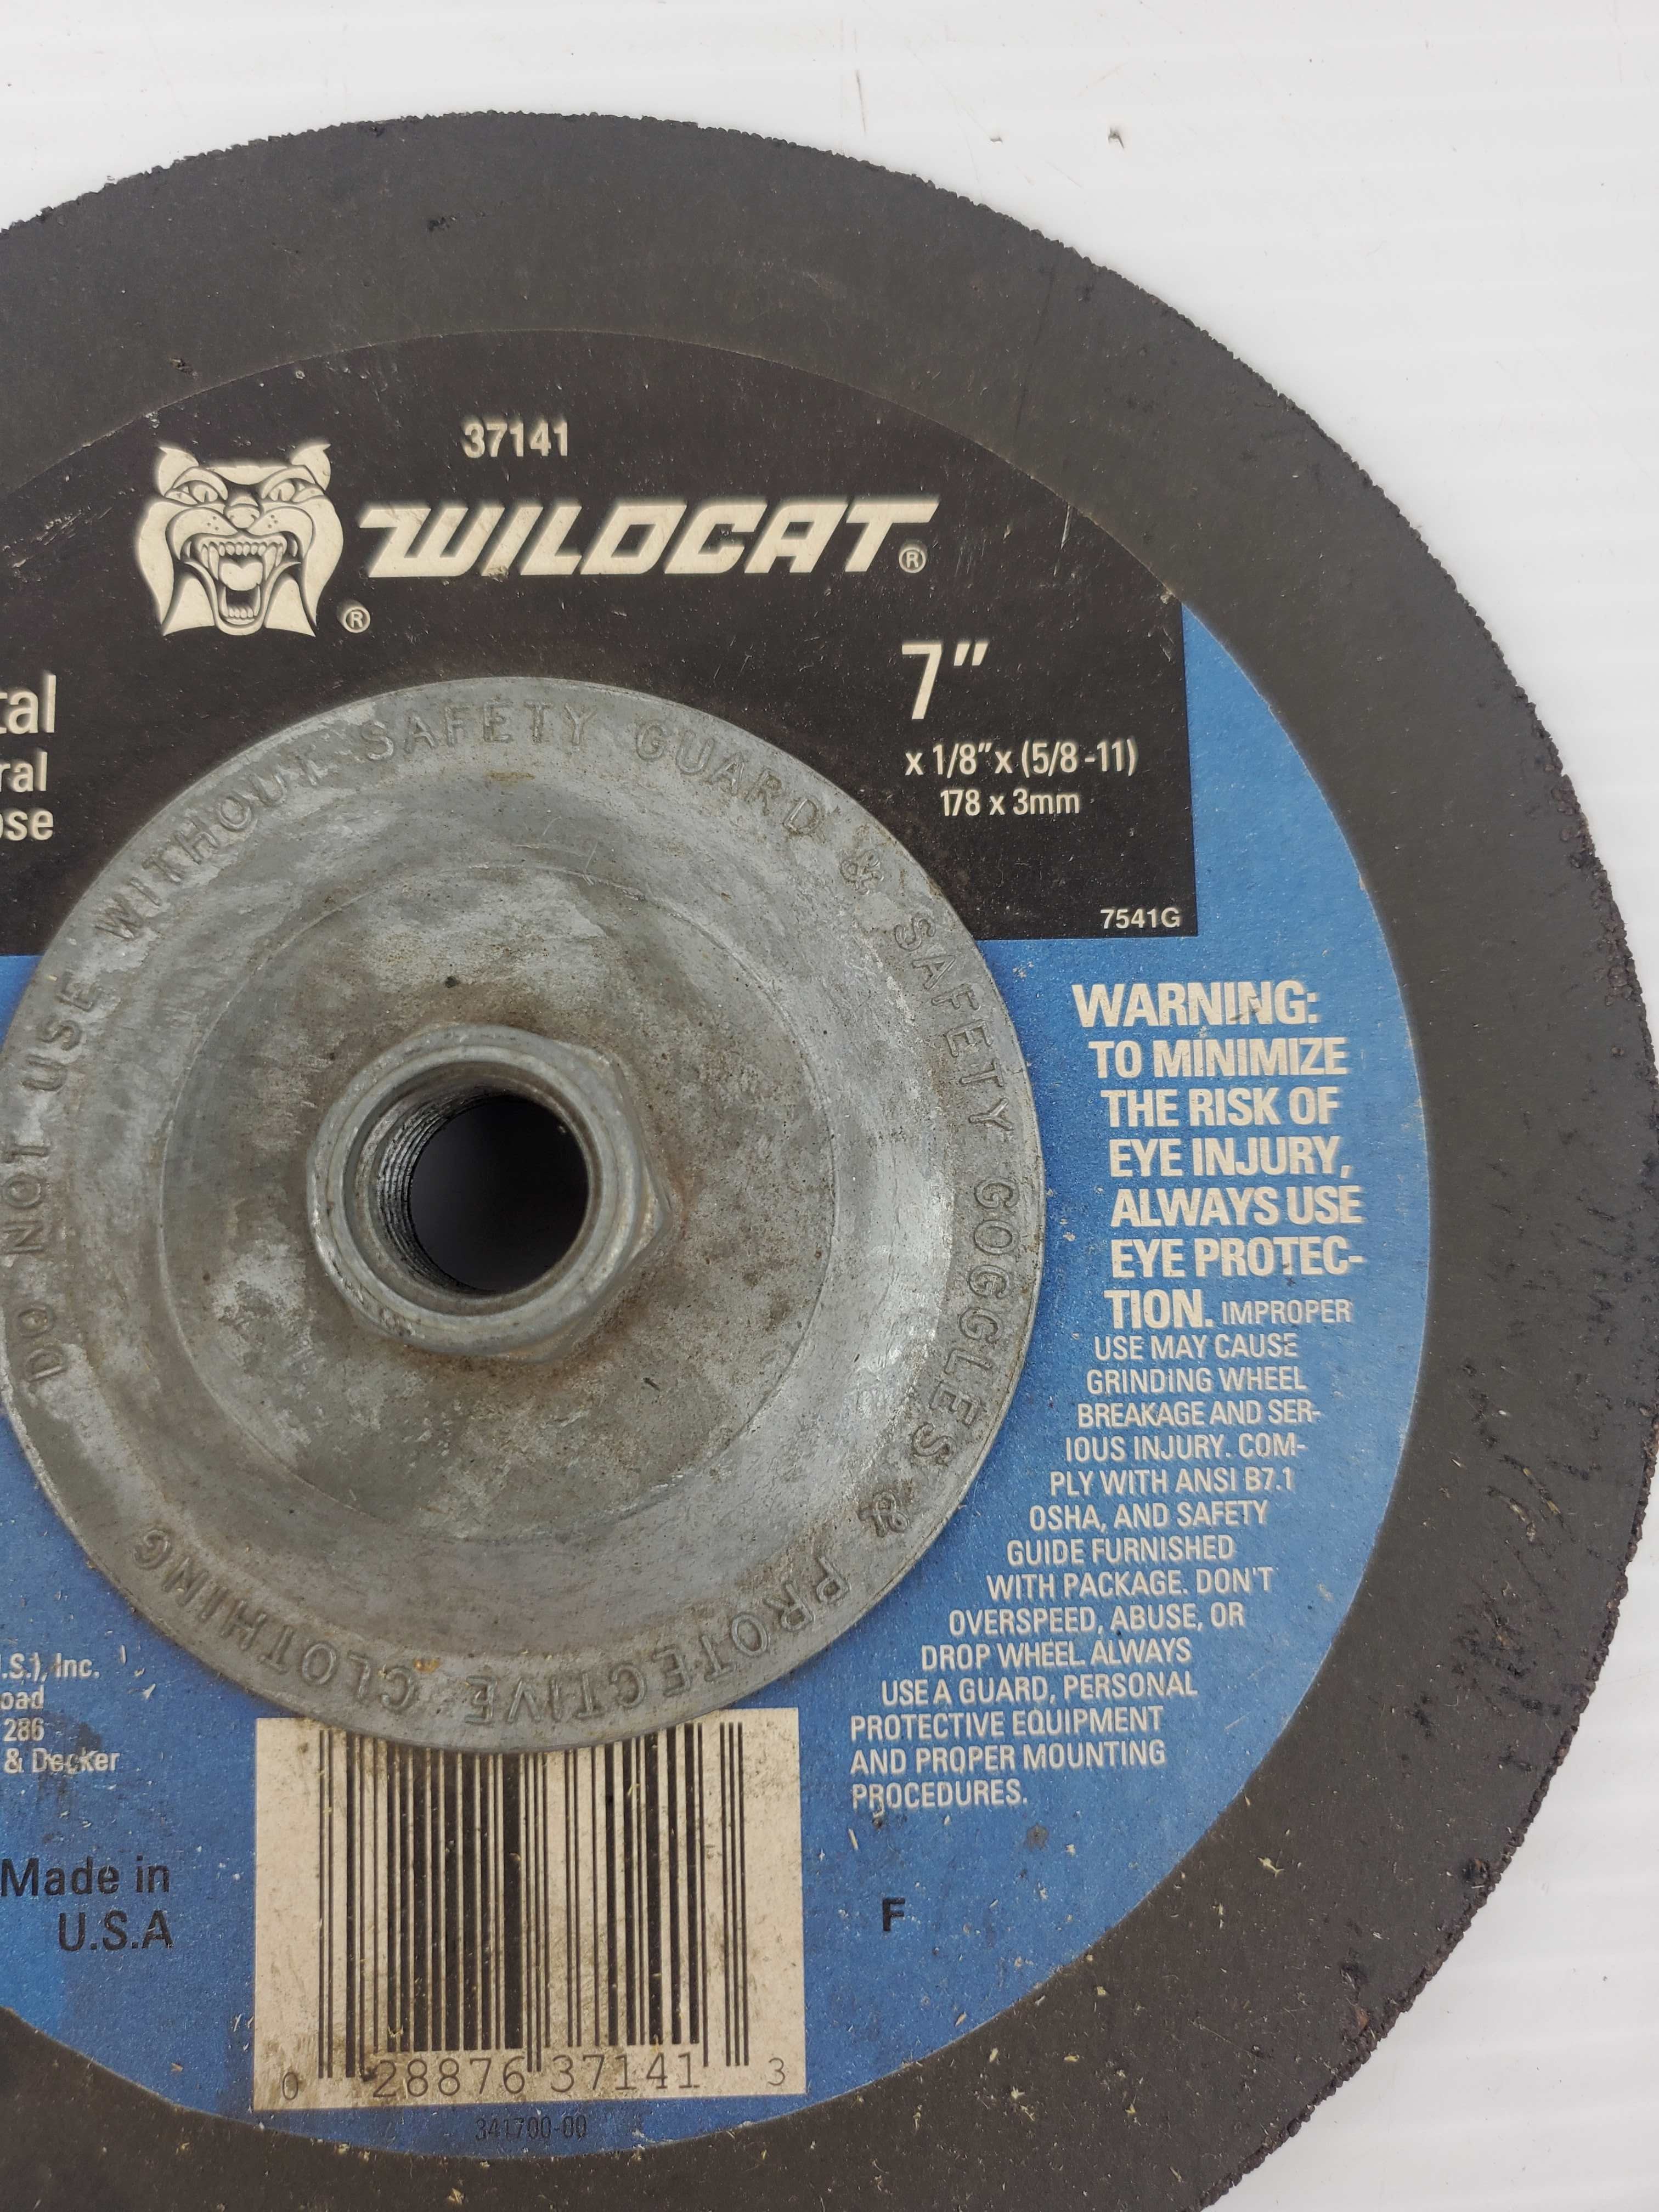 37141
WILDCAT®
®
7"
x 1/8" x (5/8 -11)
178 x 3mm
tal
ral
ose
7541G
DO NOT USE WITHOUT SAFETY GUARD & SAFETY GOGGLES & PROTECTIVE CLOTHING
WARNING:
TO MINIMIZE
THE RISK OF
EYE INJURY,
ALWAYS USE
EYE PROTEC-
TION. IMPROPER
USE MAY CAUSE
GRINDING WHEEL
BREAKAGE AND SER-
IOUS INJURY. COM-
PLY WITH ANSI B7.1
OSHA, AND SAFETY
GUIDE FURNISHED
WITH PACKAGE. DON'T
OVERSPEED, ABUSE, OR
DROP WHEEL. ALWAYS
USE A GUARD, PERSONAL
PROTECTIVE EQUIPMENT
AND PROPER MOUNTING
PROCEDURES.
.S.), Inc.
oad
286
& Decker
Made in
U.S.A
F
0 28876 37141 3
341700-00